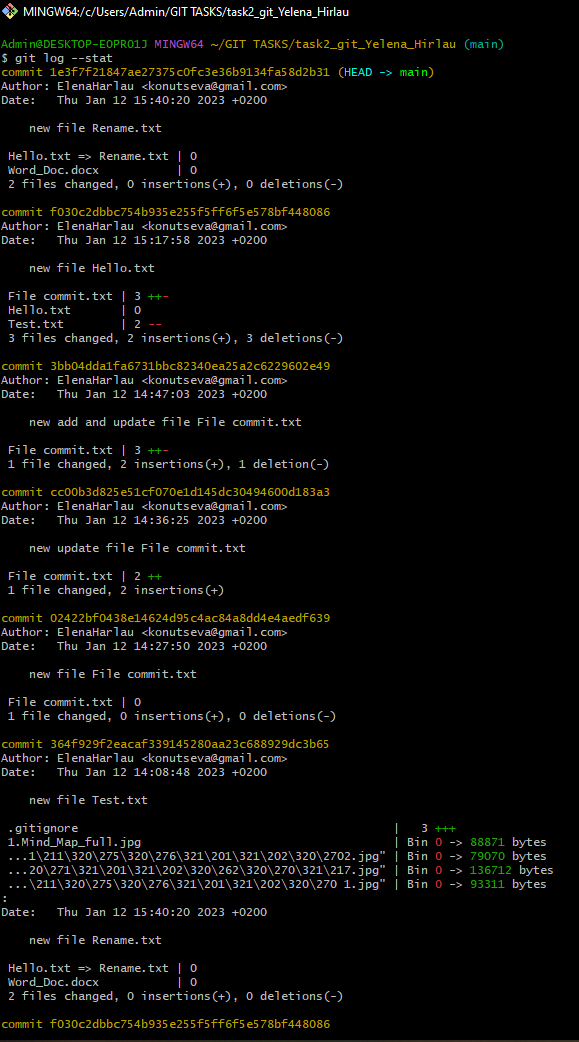 MINGW64:/c/Users/Admin/GIT TASKS/task2_git_Yelena_Hirlau
Admin@DESKTOP-EOPRO1J MINGW64 ~/GIT TASKS/task2_git_Yelena_Hirlau (main)
$ git log --stat
commit 1e3f7f21847ae27375c0fc3e36b9134fa58d2b31 (HEAD -> main)
Author: ElenaHarlau <konutseva@gmail.com>
Date:   Thu Jan 12 15:40:20 2023 +0200
    new file Rename.txt
 Hello.txt => Rename.txt | 0
 Word_Doc.docx           | 0
 2 files changed, 0 insertions(+), 0 deletions(-)
commit f030c2dbbc754b935e255f5ff6f5e578bf448086
Author: ElenaHarlau <konutseva@gmail.com>
Date:   Thu Jan 12 15:17:58 2023 +0200
    new file Hello.txt
 File commit.txt | 3 ++-
 Hello.txt       | 0
 Test.txt        | 2 --
 3 files changed, 2 insertions(+), 3 deletions(-)
commit 3bb04dda1fa6731bbc82340ea25a2c6229602e49
Author: ElenaHarlau <konutseva@gmail.com>
Date:   Thu Jan 12 14:47:03 2023 +0200
    new add and update file File commit.txt
 File commit.txt | 3 ++-
 1 file changed, 2 insertions(+), 1 deletion(-)
commit cc00b3d825e51cf070e1d145dc30494600d183a3
Author: ElenaHarlau <konutseva@gmail.com>
Date:   Thu Jan 12 14:36:25 2023 +0200
    new update file File commit.txt
 File commit.txt | 2 ++
 1 file changed, 2 insertions(+)
commit 02422bf0438e14624d95c4ac84a8dd4e4aedf639
Author: ElenaHarlau <konutseva@gmail.com>
Date:   Thu Jan 12 14:27:50 2023 +0200
    new file File commit.txt
 File commit.txt | 0
 1 file changed, 0 insertions(+), 0 deletions(-)
commit 364f929f2eacaf339145280aa23c688929dc3b65
Author: ElenaHarlau <konutseva@gmail.com>
Date:   Thu Jan 12 14:08:48 2023 +0200
    new file Test.txt
 .gitignore                                             |   3 +++
 1.Mind_Map_full.jpg                                    | Bin 0 -> 88871 bytes
 ...1\211\320\275\320\276\321\201\321\202\320\2702.jpg" | Bin 0 -> 79070 bytes
 ...20\271\321\201\321\202\320\262\320\270\321\217.jpg" | Bin 0 -> 136712 bytes
 ...\211\320\275\320\276\321\201\321\202\320\270 1.jpg" | Bin 0 -> 93311 bytes
:
Date:   Thu Jan 12 15:40:20 2023 +0200
    new file Rename.txt
 Hello.txt => Rename.txt | 0
 Word_Doc.docx           | 0
 2 files changed, 0 insertions(+), 0 deletions(-)
commit f030c2dbbc754b935e255f5ff6f5e578bf448086